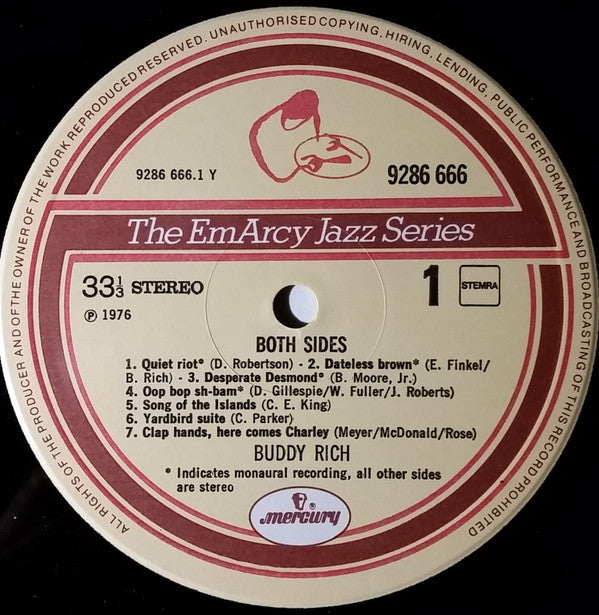 ALL RIGHTS OF THE PRODUCER AND OF THE OWNER OF THE WORK REPRODUCED RESERVED. UNAUTHORISED COPYING, HIRING, LENDING, PUBLIC PERFORMANCE AND BROADCASTING OF THIS RECORD PROHIBITED
9286 666.1 Y
9286 666
The EmArcy Jazz Series
33⅓ STEREO
1
STEMRA
Ⓟ 1976
BOTH SIDES
1. Quiet riot* (D. Robertson) - 2. Dateless brown* (E. Finkel/
B. Rich) - 3. Desperate Desmond* (B. Moore, Jr.)
4. Oop bop sh-bam* (D. Gillespie/W. Fuller/J. Roberts)
5. Song of the Islands (C. E. King)
6. Yardbird suite (C. Parker)
7. Clap hands, here comes Charley (Meyer/McDonald/Rose)
BUDDY RICH
* Indicates monaural recording, all other sides
are stereo
mercury